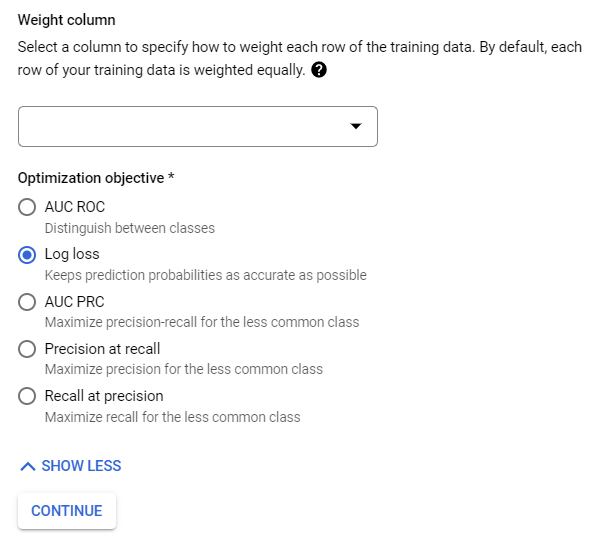 Weight column
Select a column to specify how to weight each row of the training data. By default, each
row of your training data is weighted equally. ?
Optimization objective *
AUC ROC
Distinguish between classes
Log loss
Keeps prediction probabilities as accurate as possible
AUC PRC
Maximize precision-recall for the less common class
Precision at recall
Maximize precision for the less common class
Recall at precision
Maximize recall for the less common class
SHOW LESS
CONTINUE